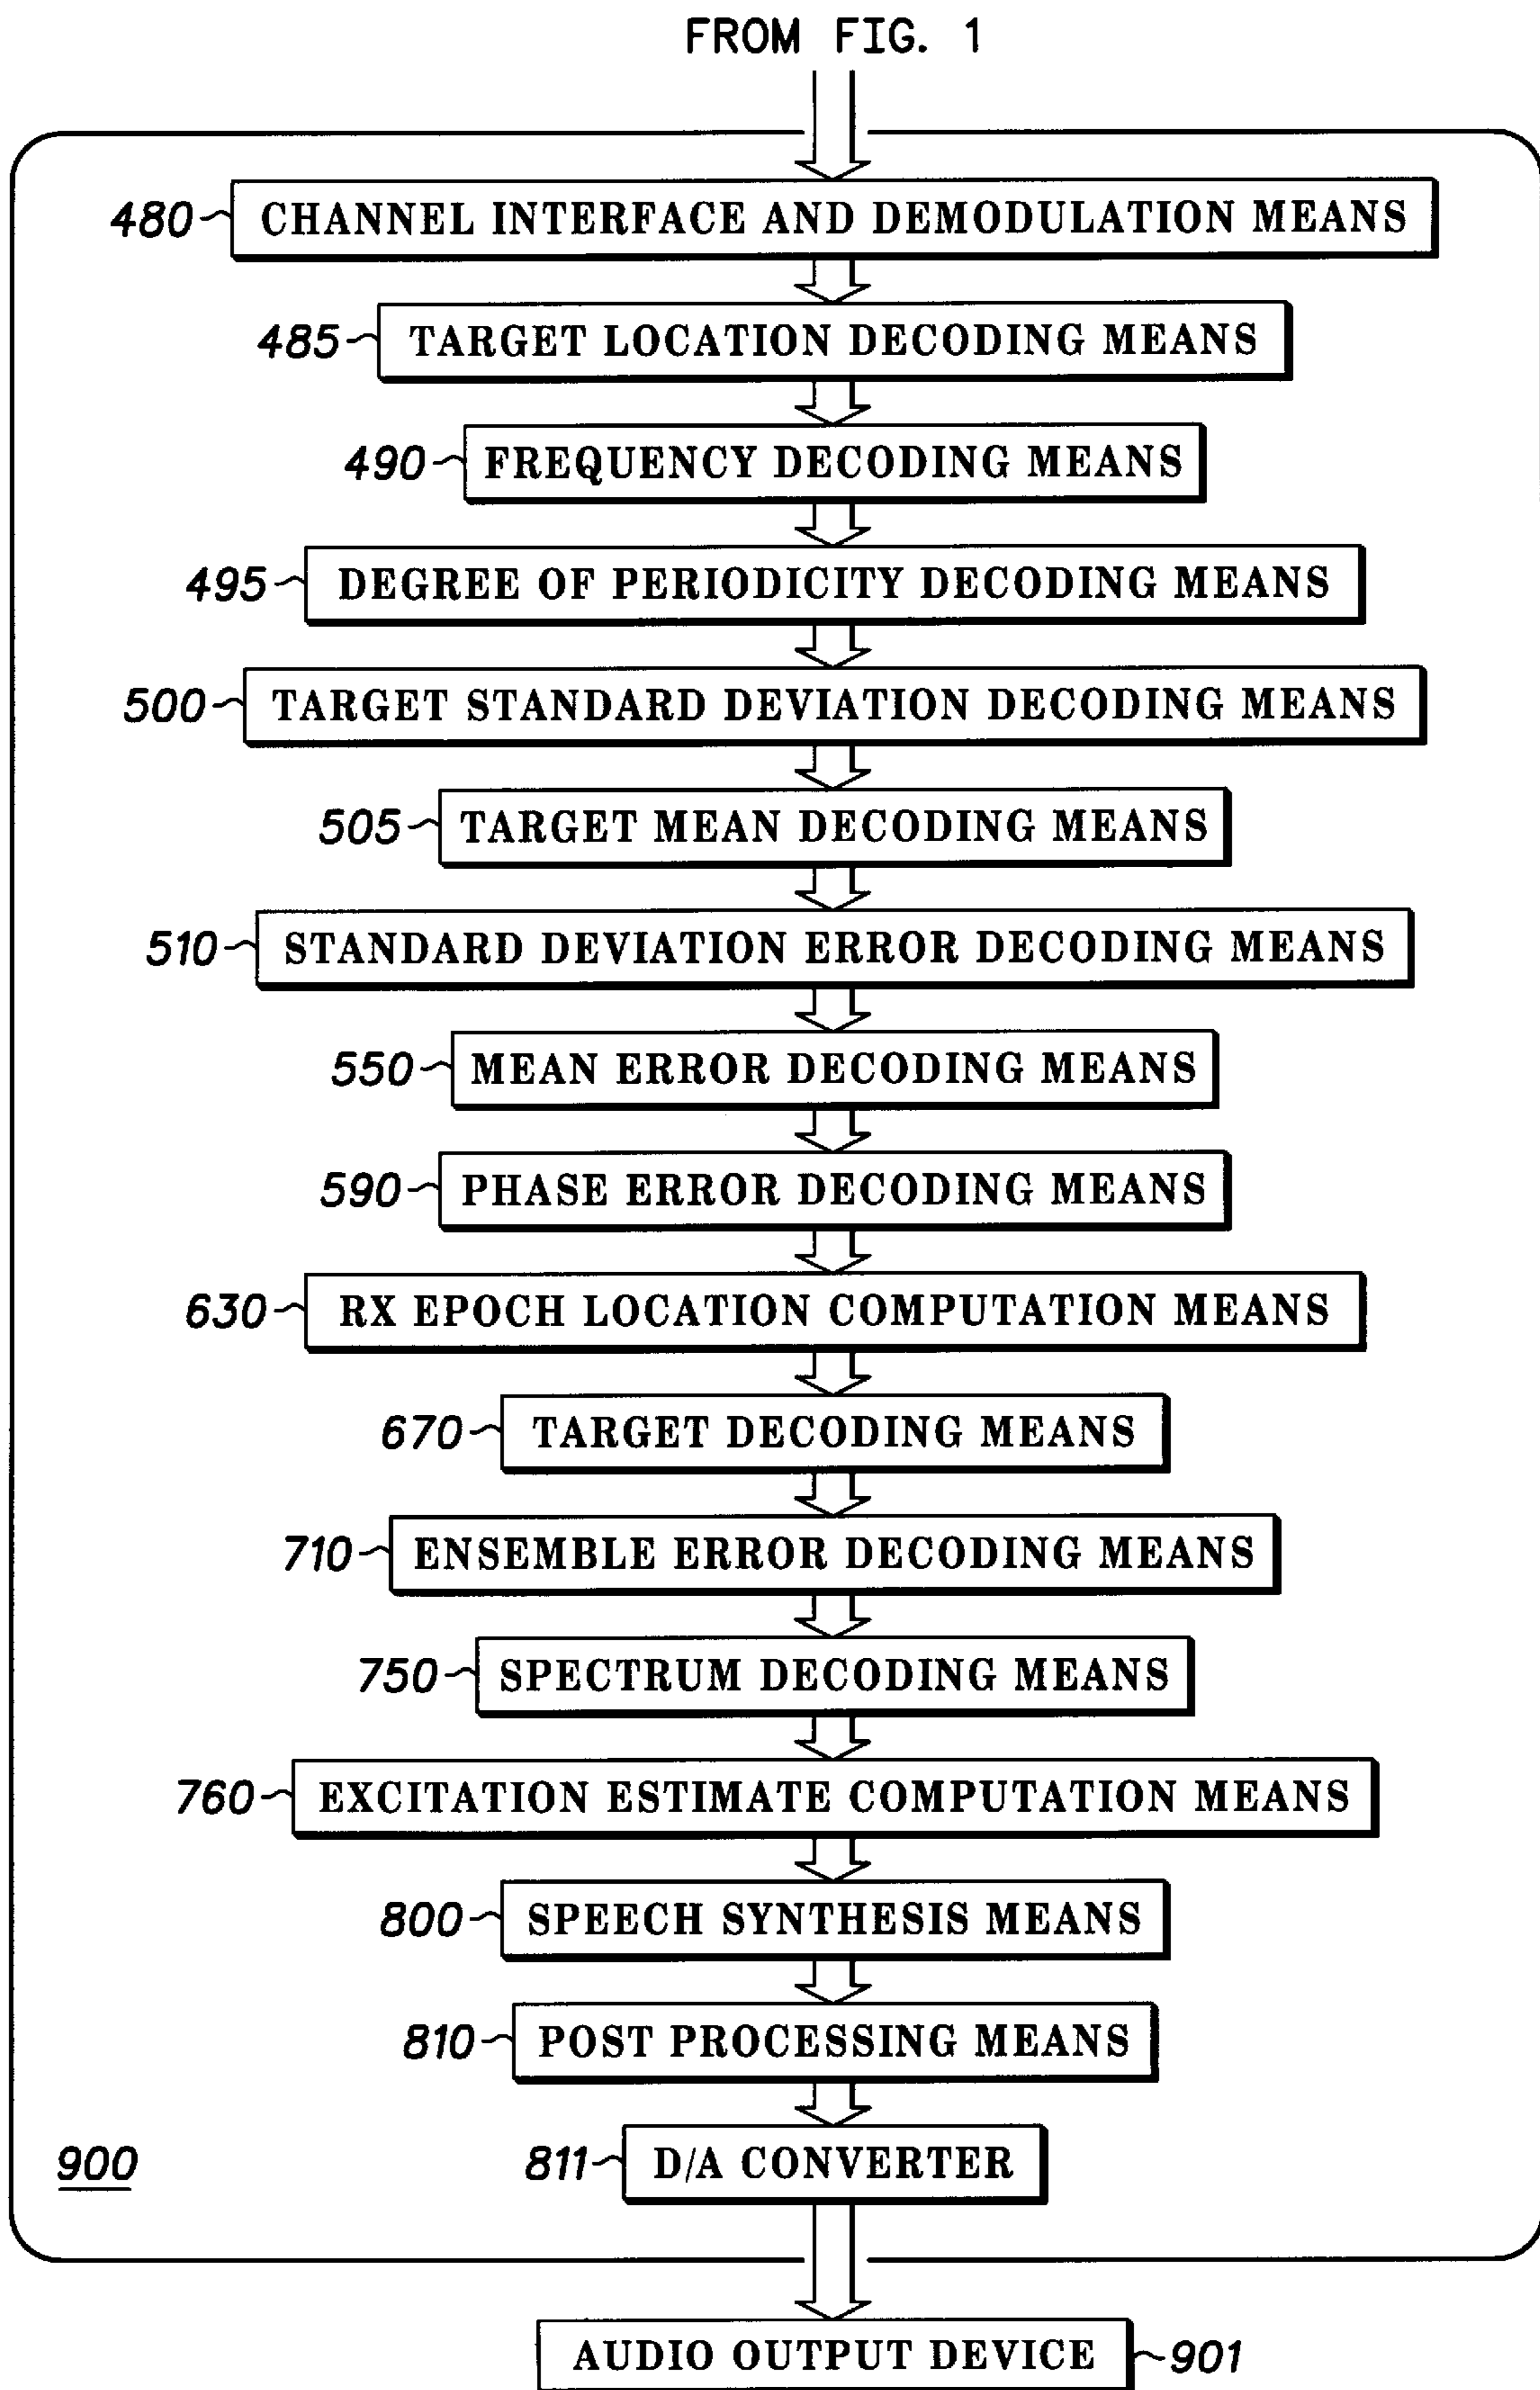 FROM FIG. 1
480 CHANNEL INTERFACE AND DEMODULATION MEANS
485 TARGET LOCATION DECODING MEANS
490 FREQUENCY DECODING MEANS
495 DEGREE OF PERIODICITY DECODING MEANS
500 TARGET STANDARD DEVIATION DECODING MEANS
505 TARGET MEAN DECODING MEANS
510 STANDARD DEVIATION ERROR DECODING MEANS
550 MEAN ERROR DECODING MEANS
590 PHASE ERROR DECODING MEANS
630 RX EPOCH LOCATION COMPUTATION MEANS
670 TARGET DECODING MEANS
710 ENSEMBLE ERROR DECODING MEANS
750 SPECTRUM DECODING MEANS
760 EXCITATION ESTIMATE COMPUTATION MEANS
800 SPEECH SYNTHESIS MEANS
810 POST PROCESSING MEANS
900 811 D/A CONVERTER
AUDIO OUTPUT DEVICE 901